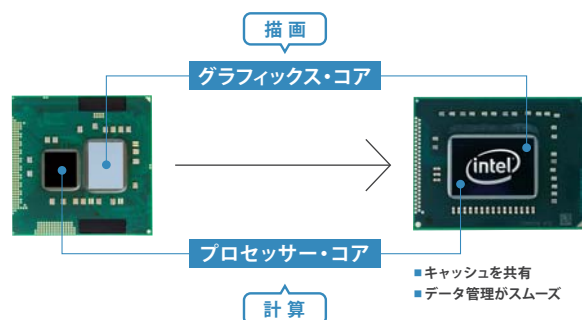 描画
グラフィックス・コア
intel
プロセッサー・コア
計算
■キャッシュを共有
■データ管理がスムーズ